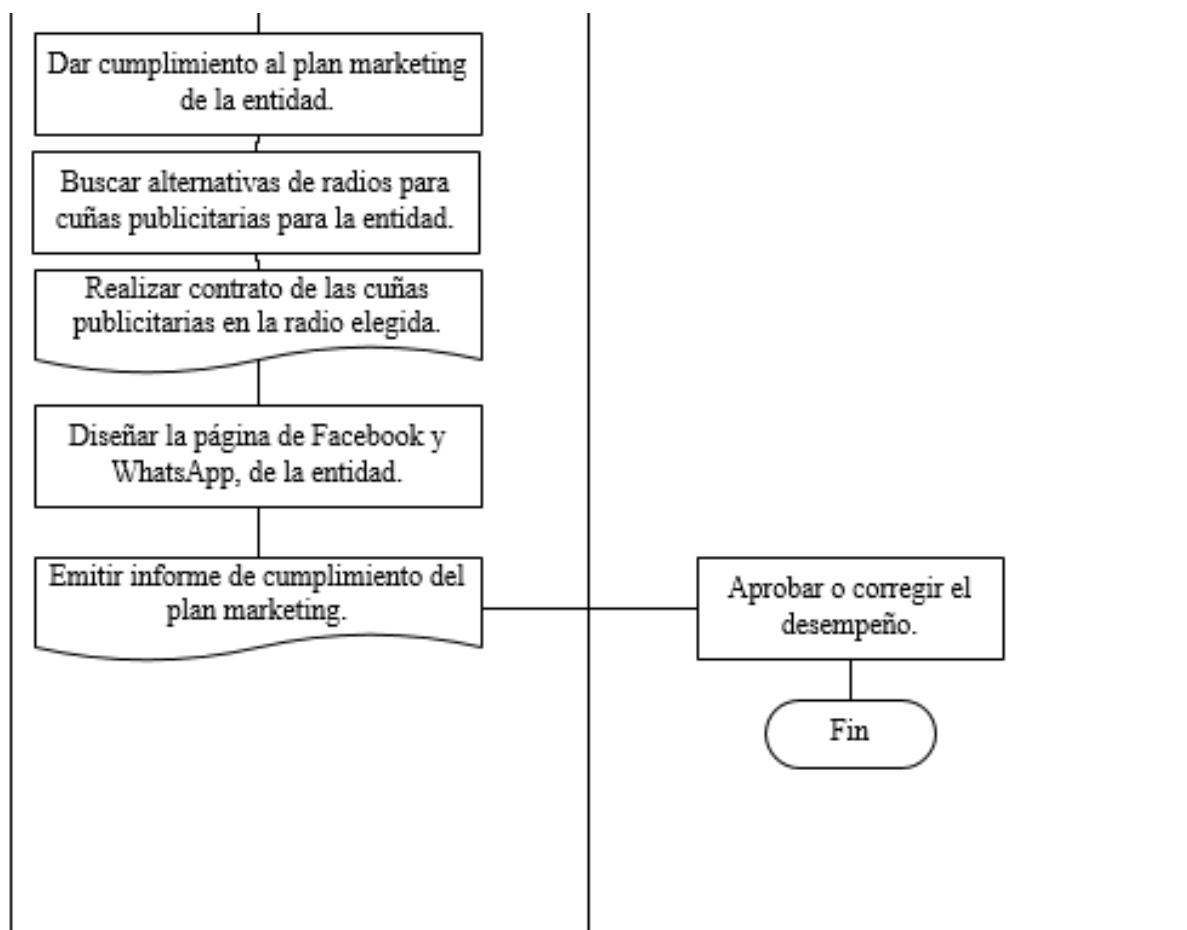 Dar cumplimiento al plan marketing
de la entidad.
Buscar alternativas de radios para
cuñas publicitarias para la entidad.
Realizar contrato de las cuñas
publicitarias en la radio elegida.
Diseñar la página de Facebook y
WhatsApp, de la entidad.
Emitir informe de cumplimiento del
plan marketing.
Aprobar o corregir el
desempeño.
Fin